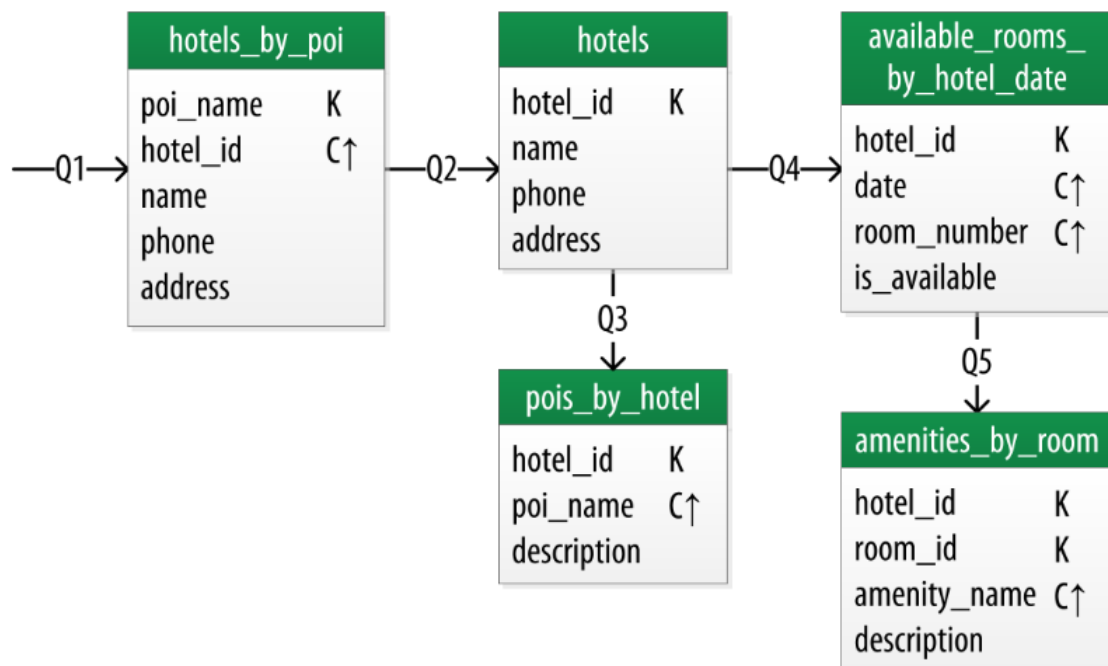 hotels_by_poi
poi_name K
hotel_id C↑
name
phone
address
Q1
Q2
hotels
hotel_id K
name
phone
address
Q3
pois_by_hotel
hotel_id K
poi_name C↑
description
Q4
available_rooms_
by_hotel_date
hotel_id K
date C↑
room_number C↑
is_available
Q5
amenities_by_room
hotel_id K
room_id K
amenity_name C↑
description